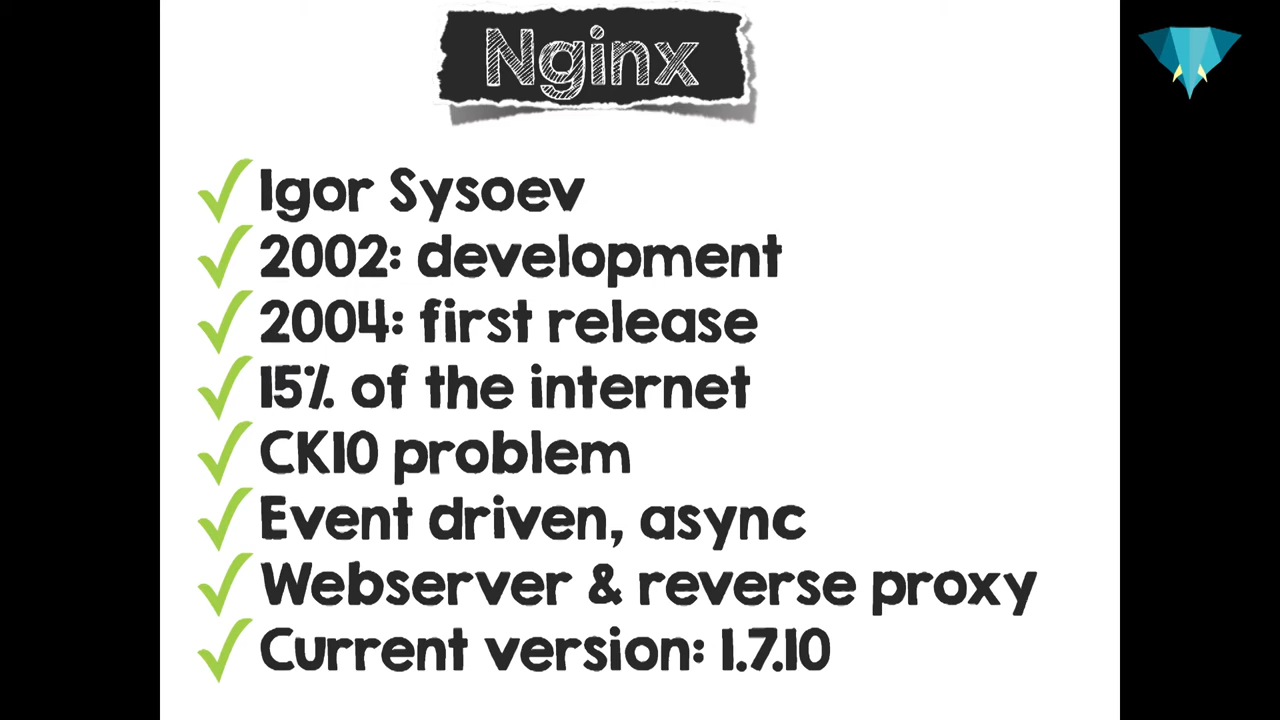 Nginx
Igor Sysoev
2002: development
2004: first release
15% of the internet
CK10 problem
Event driven, async
Webserver & reverse proxy
Current version: 1.7.10